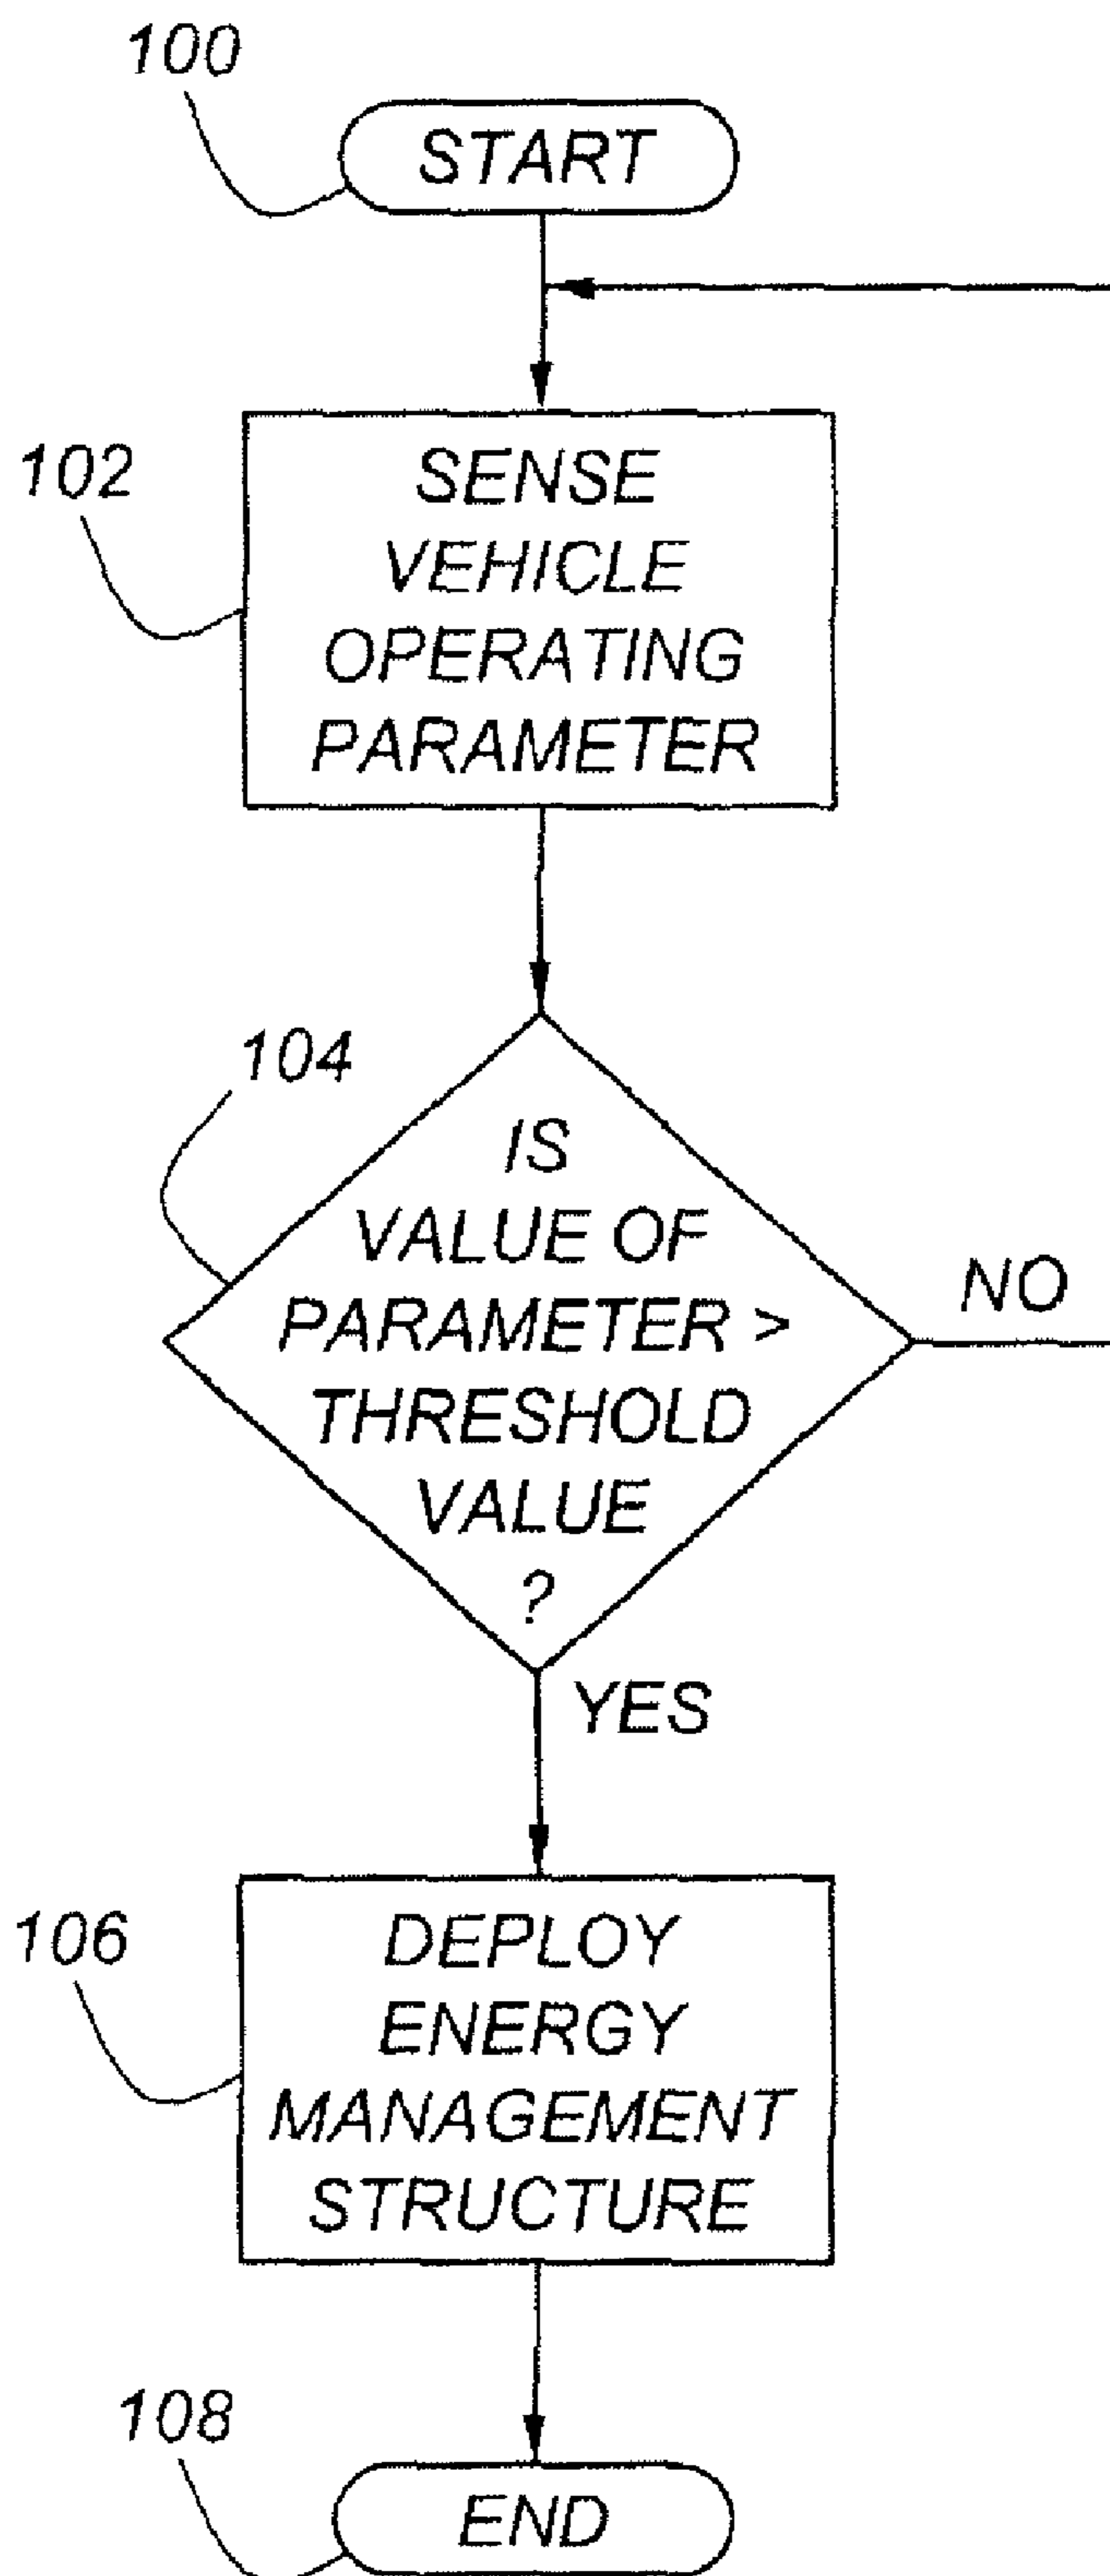 100
START
102
SENSE
VEHICLE
OPERATING
PARAMETER
104
IS
VALUE OF
PARAMETER >
THRESHOLD
VALUE
?
NO
YES
106
DEPLOY
ENERGY
MANAGEMENT
STRUCTURE
108
END